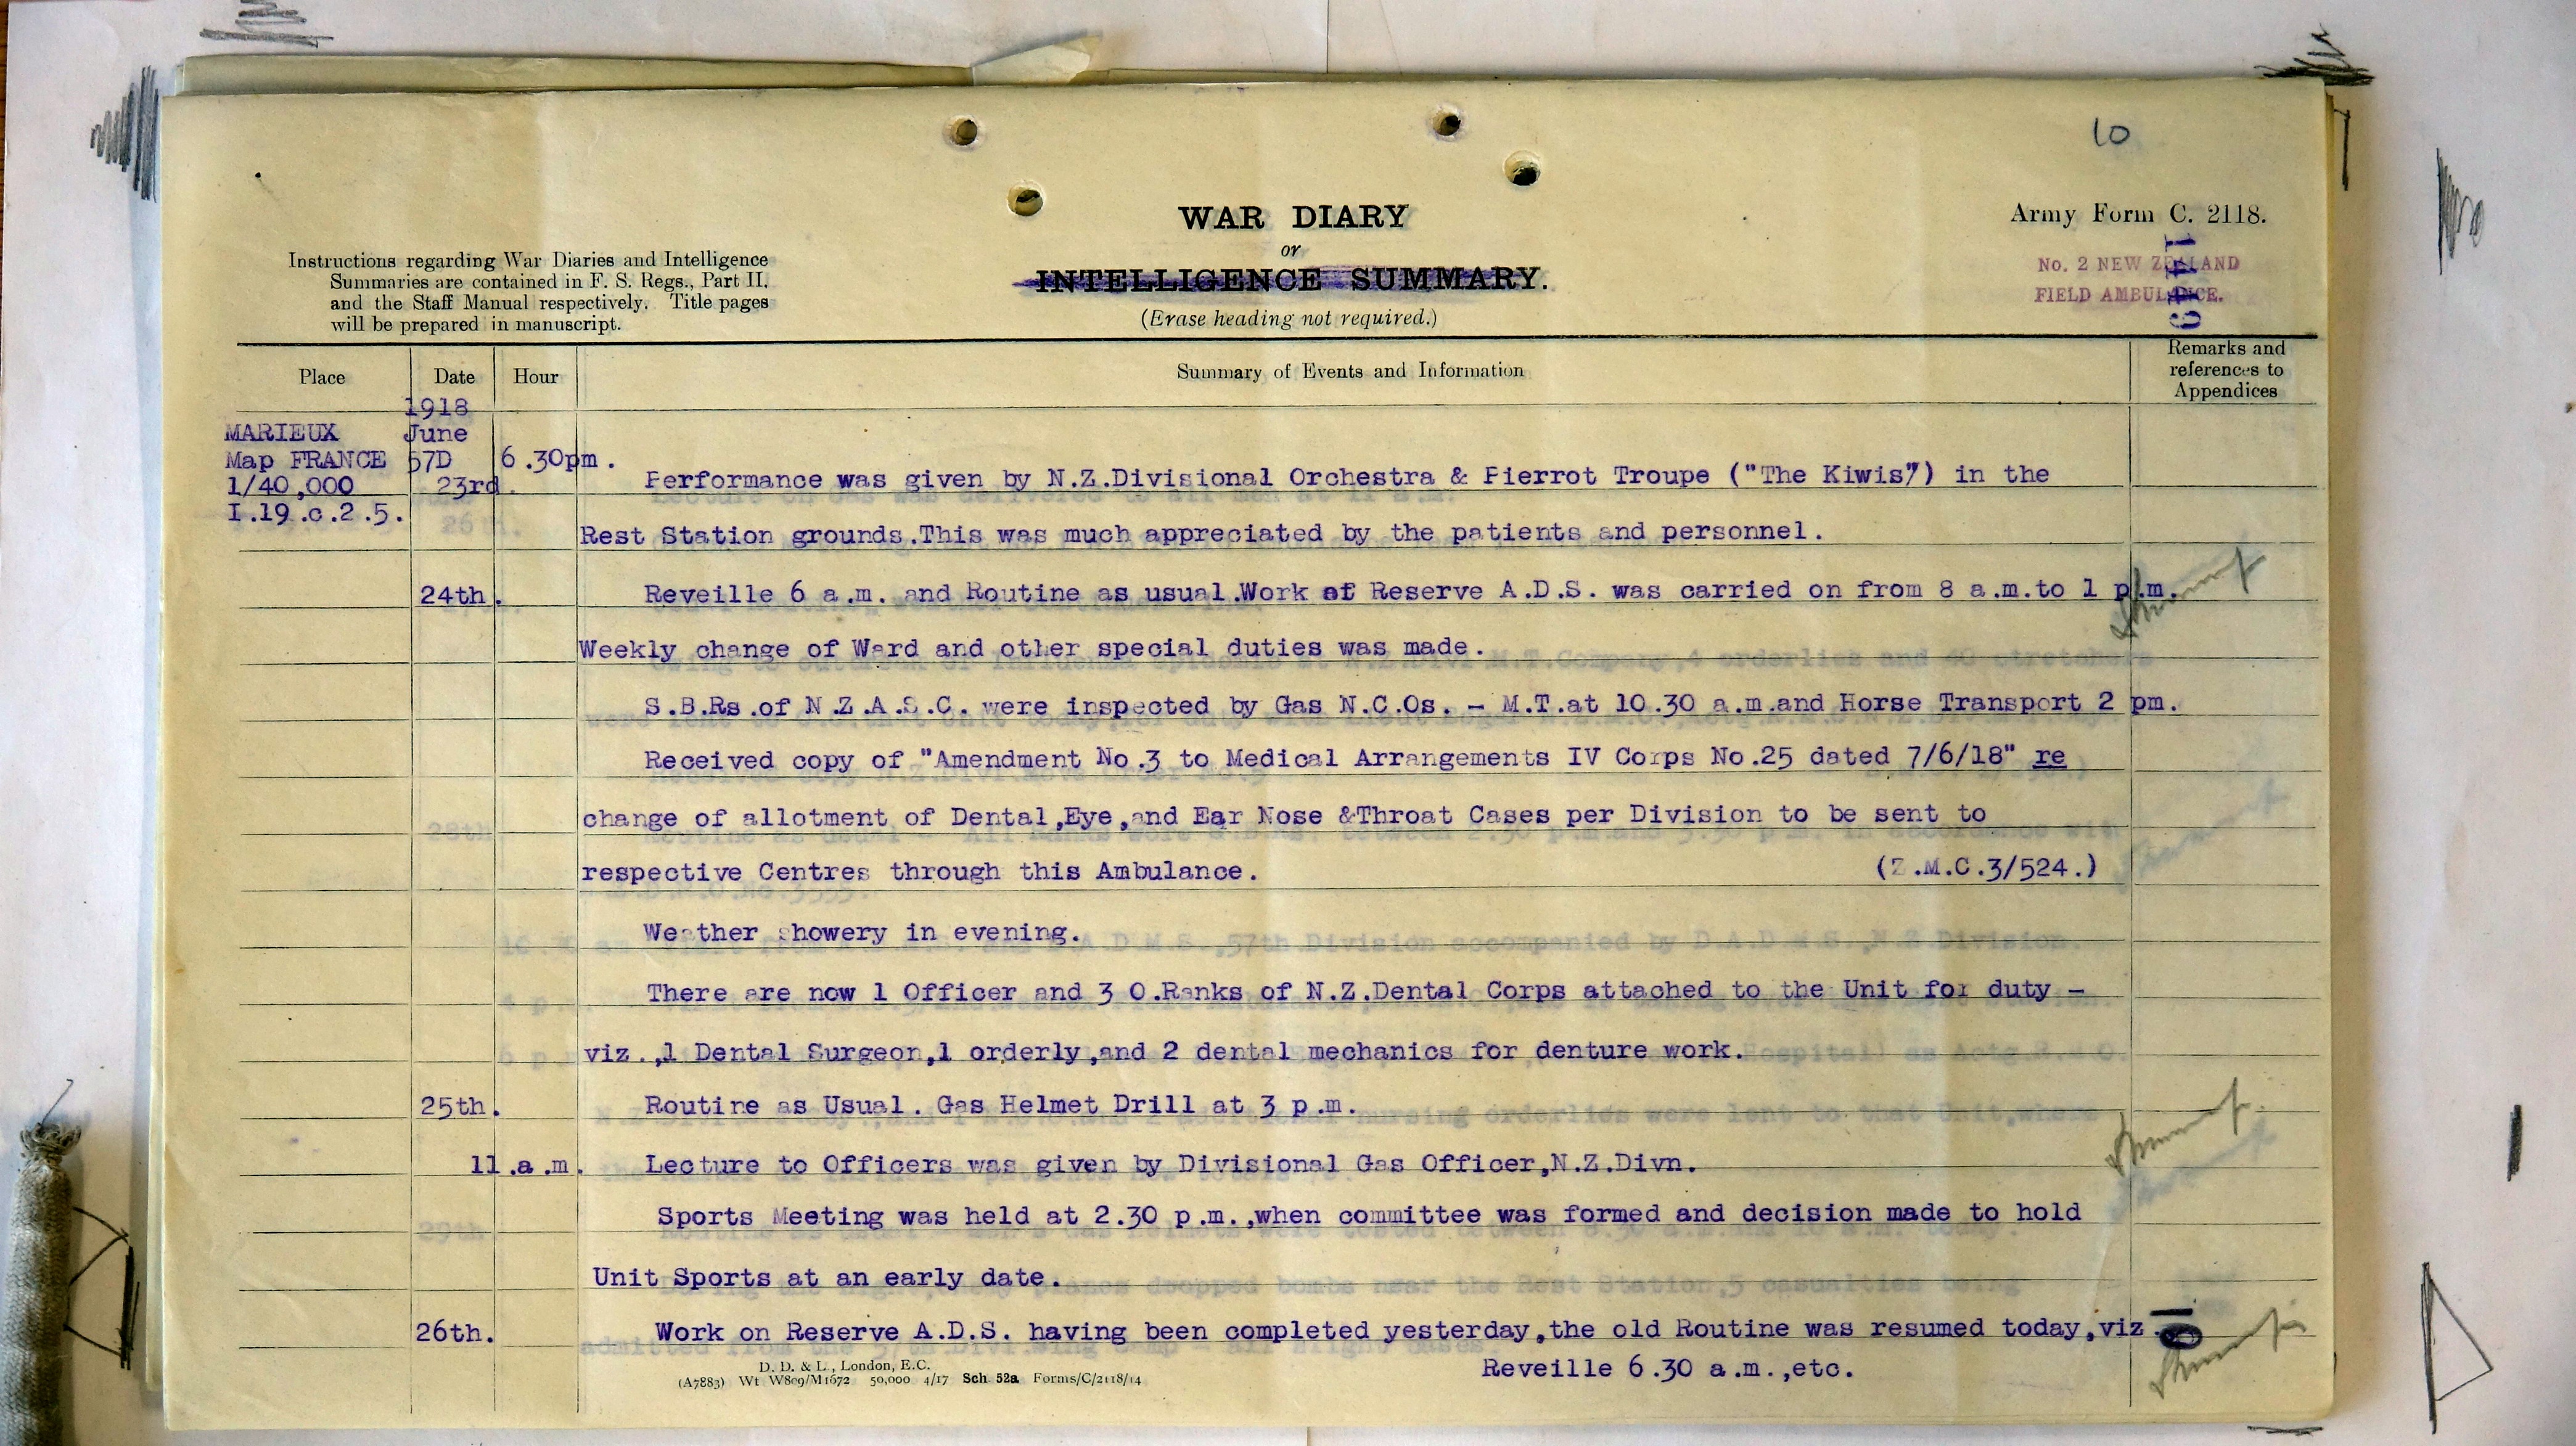 10
Army Form C. 2118.
WAR DIARY
or
INTELLIGENCE SUMMARY.
(Erase heading not required.)
Instructions regarding War Diaries and Intelligence
Summaries are contained in F. S. Regs., Part II.
and the Staff Manual respectively. Title pages
will be prepared in manuscript.
No. 2 NEW ZEALAND
FIELD AMBULANCE.
Place Date Hour Summary of Events and Information Remarks and references to Appendices
1918
MARIEUX June
Map FRANCE 57D 6.30pm.
1/40,000 23rd.
I.19.c.2.5.
Performance was given by N.Z.Divisional Orchestra & Pierrot Troupe ("The Kiwis") in the
Rest Station grounds.This was much appreciated by the patients and personnel.
24th. Reveille 6 a.m. and Routine as usual.Work at Reserve A.D.S. was carried on from 8 a.m.to 1 p.m.
Weekly change of Ward and other special duties was made.
S.B.Rs.of N.Z.A.S.C. were inspected by Gas N.C.Os. - M.T.at 10.30 a.m.and Horse Transport 2 pm.
Received copy of "Amendment No.3 to Medical Arrangements IV Corps No.25 dated 7/6/18" re
change of allotment of Dental,Eye,and Ear Nose &Throat Cases per Division to be sent to
respective Centres through this Ambulance. (Z.M.C.3/524.)
Weather showery in evening.
There are now 1 Officer and 3 O.Ranks of N.Z.Dental Corps attached to the Unit for duty -
viz.,1 Dental Surgeon,1 orderly,and 2 dental mechanics for denture work.
25th. Routine as Usual. Gas Helmet Drill at 3 p.m.
11.a.m. Lecture to Officers was given by Divisional Gas Officer,N.Z.Divn.
Sports Meeting was held at 2.30 p.m.,when committee was formed and decision made to hold
Unit Sports at an early date.
26th. Work on Reserve A.D.S. having been completed yesterday,the old Routine was resumed today,viz.
Reveille 6.30 a.m.,etc.
D. D. & L., London, E.C.
(A7883) Wt W809/M1672 50,000 4/17 Sch 52a Forms/C/2118/14